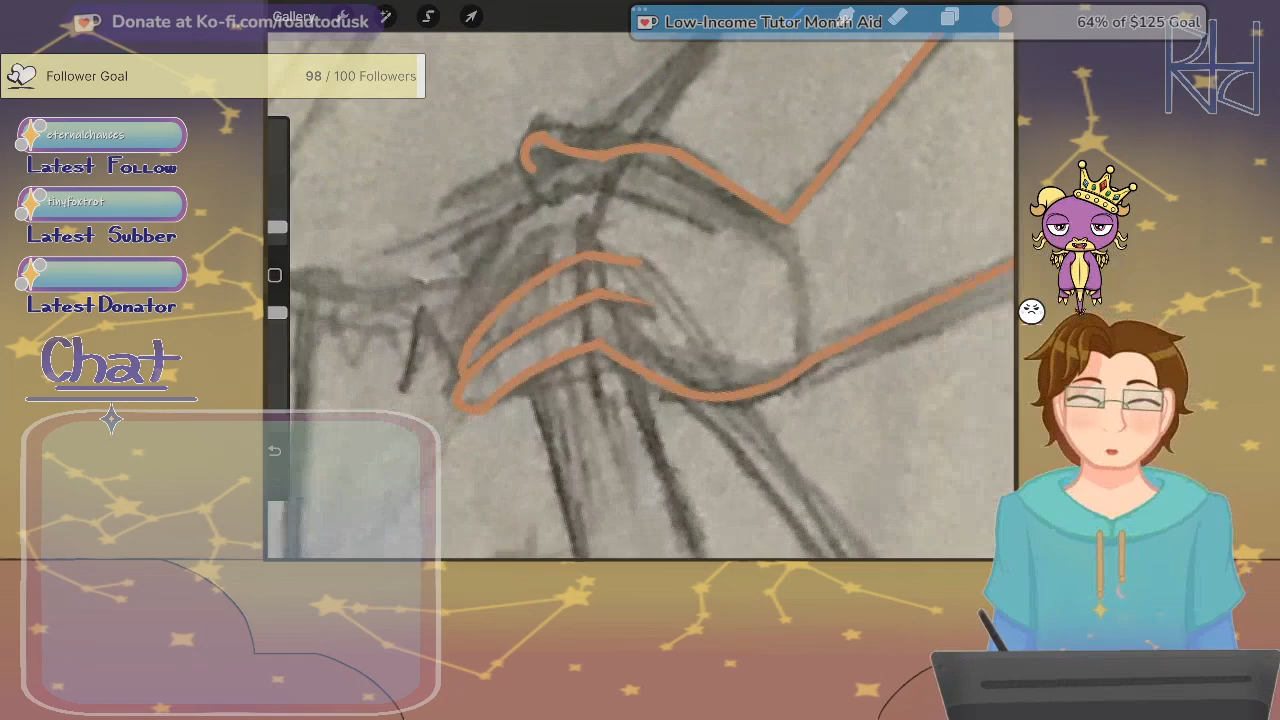 Donate at Ko-fi.com/roadtodusk
Gallery
Low-Income Tutor Month Aid
64% of $125 Goal
Follower Goal
98 / 100 Followers
eternalchances
Latest Follow
tinyfoxtrot
Latest Subber
Latest Donator
Chat